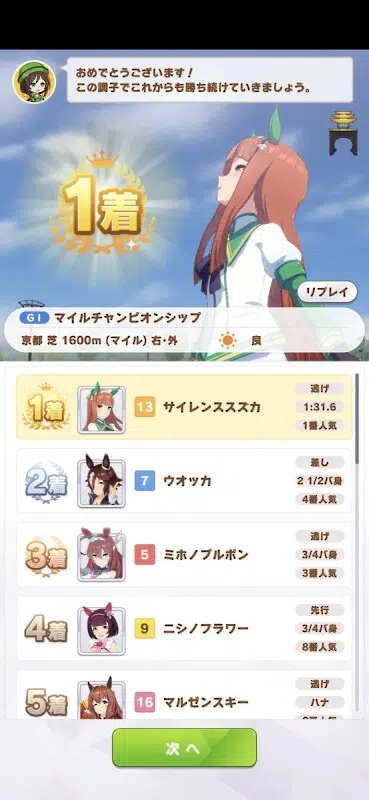 おめでとうございます！
この調子でこれからも勝ち続けていきましょう。
1着
リプレイ
GI マイルチャンピオンシップ
京都 芝 1600m (マイル) 右・外 良
1着 13 サイレンススズカ 逃げ 1:31.6 1番人気
2着 7 ウオッカ 差し 2 1/2バ身 4番人気
3着 5 ミホノブルボン 逃げ 3/4バ身 3番人気
4着 9 ニシノフラワー 先行 3/4バ身 8番人気
5着 16 マルゼンスキー 逃げ ハナ
次へ